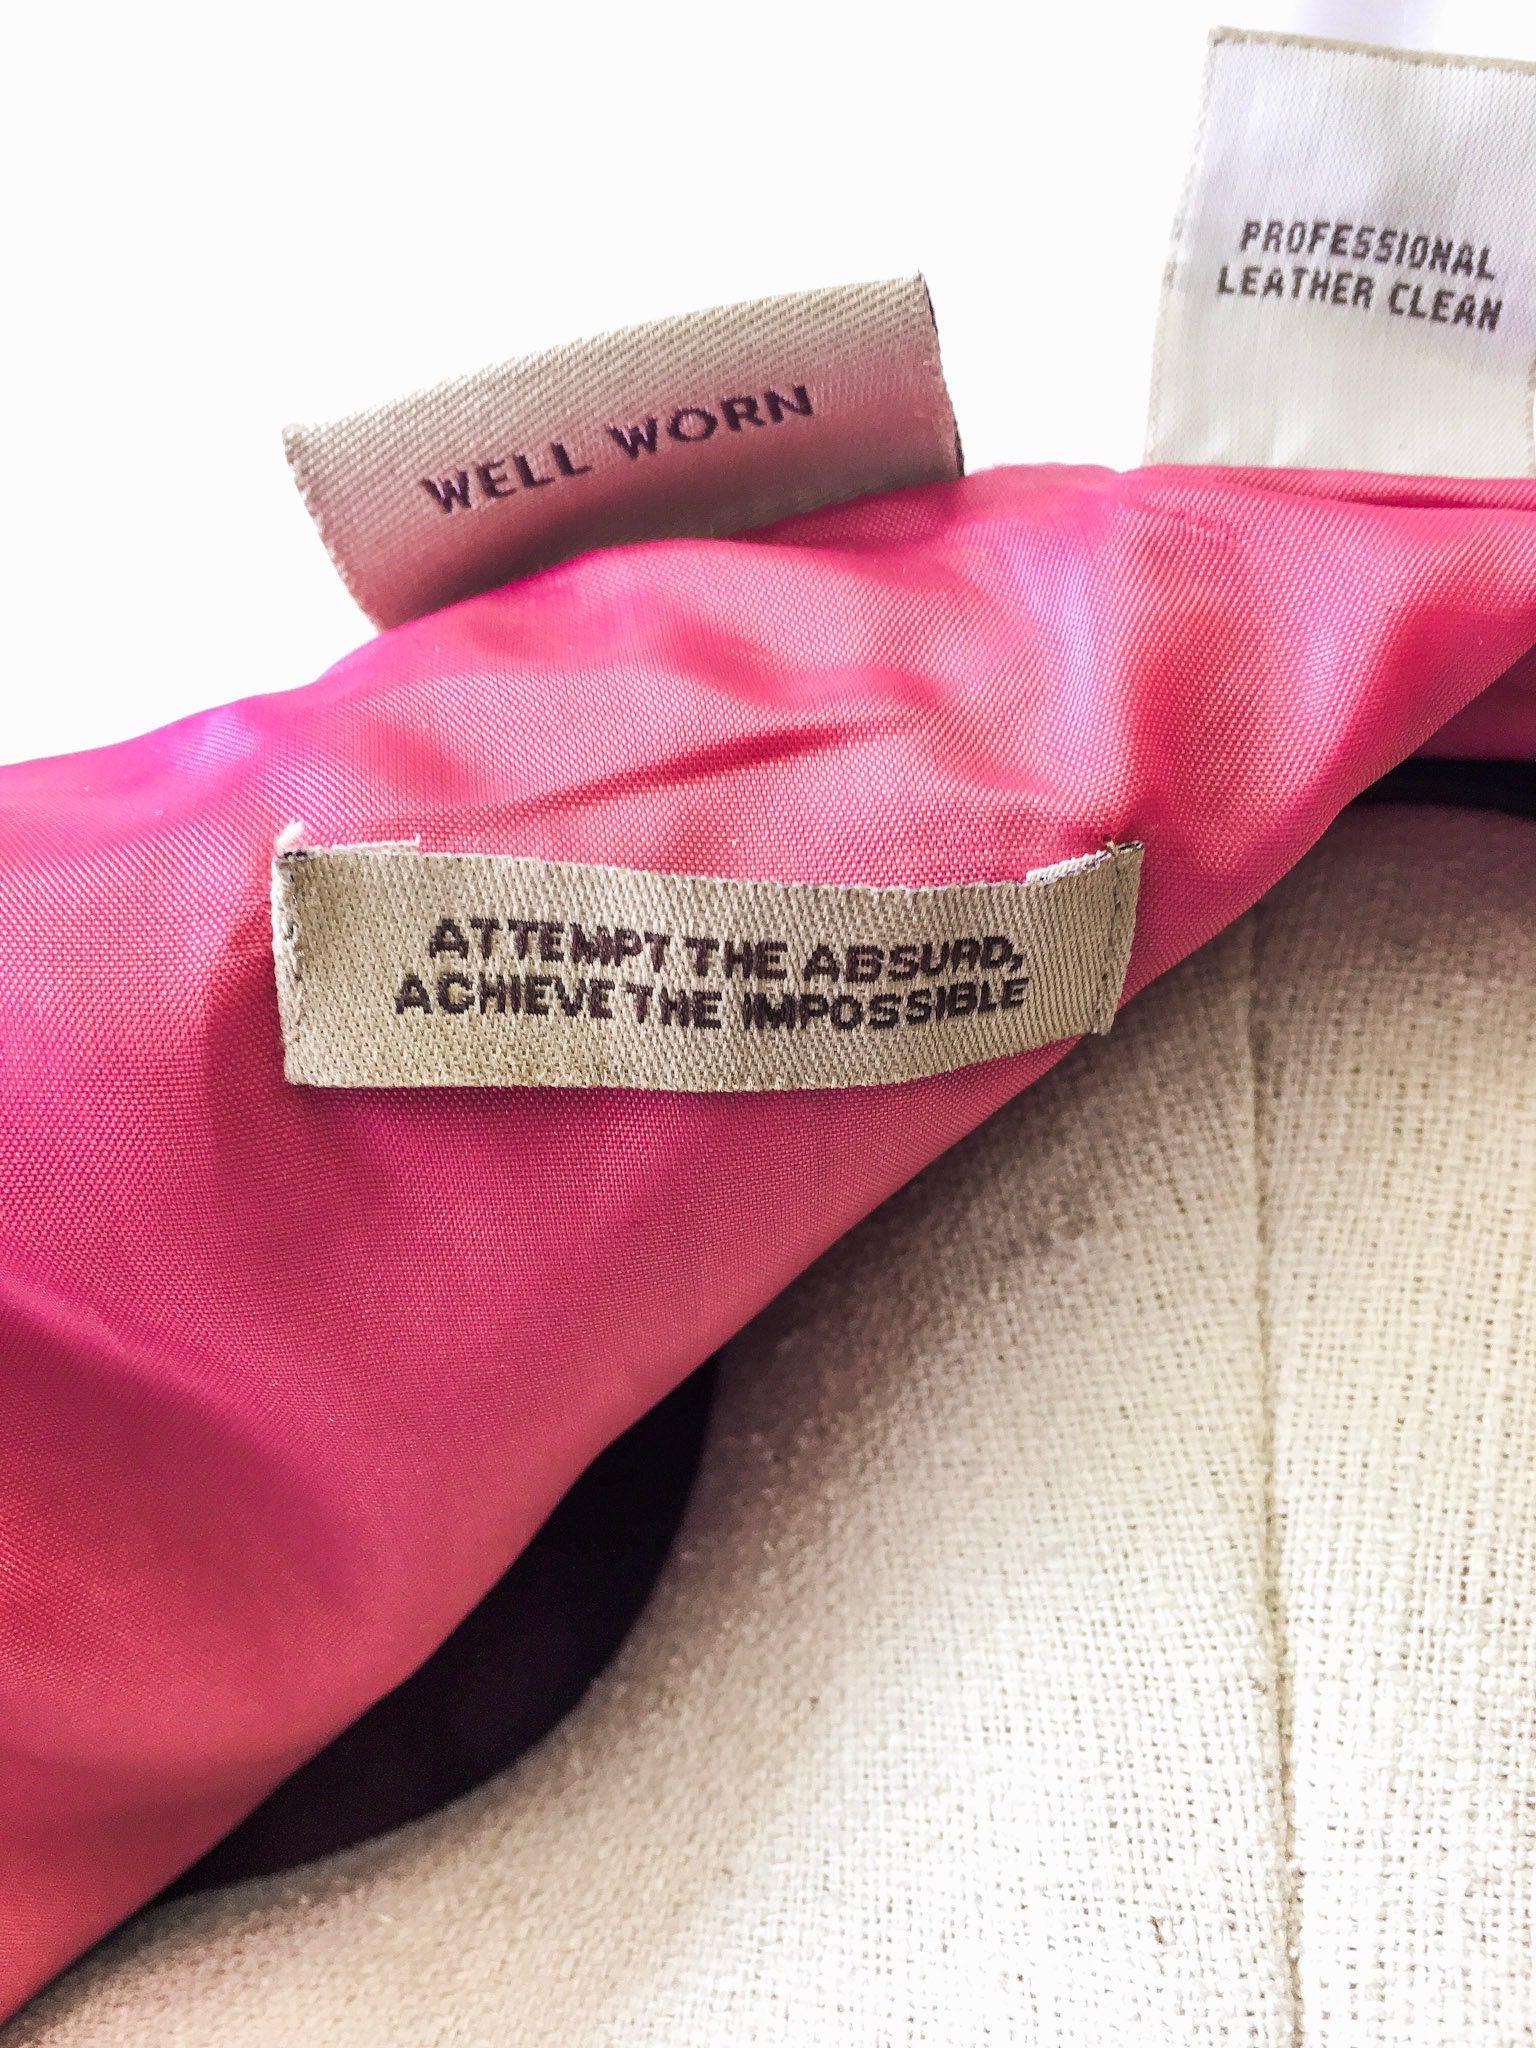 PROFESSIONAL
LEATHER CLEAN
WELL WORN
ATTEMPT THE ABSURD,
ACHIEVE THE IMPOSSIBLE